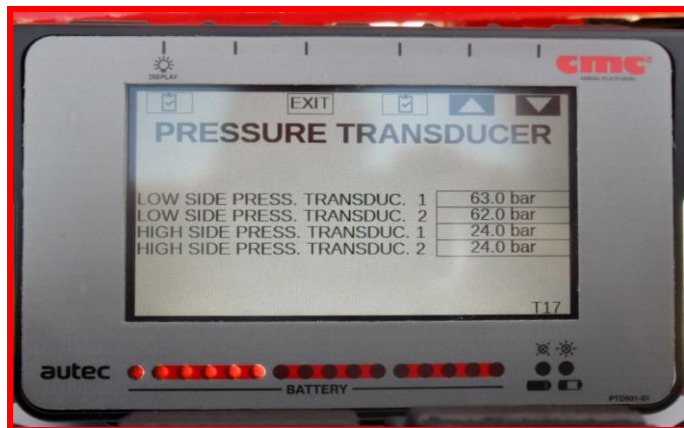 DISPLAY
cmc
EXIT
PRESSURE TRANSDUCER
LOW SIDE PRESS. TRANSDUC. 1 63.0 bar
LOW SIDE PRESS. TRANSDUC. 2 62.0 bar
HIGH SIDE PRESS. TRANSDUC. 1 24.0 bar
HIGH SIDE PRESS. TRANSDUC. 2 24.0 bar
T17
autec
BATTERY